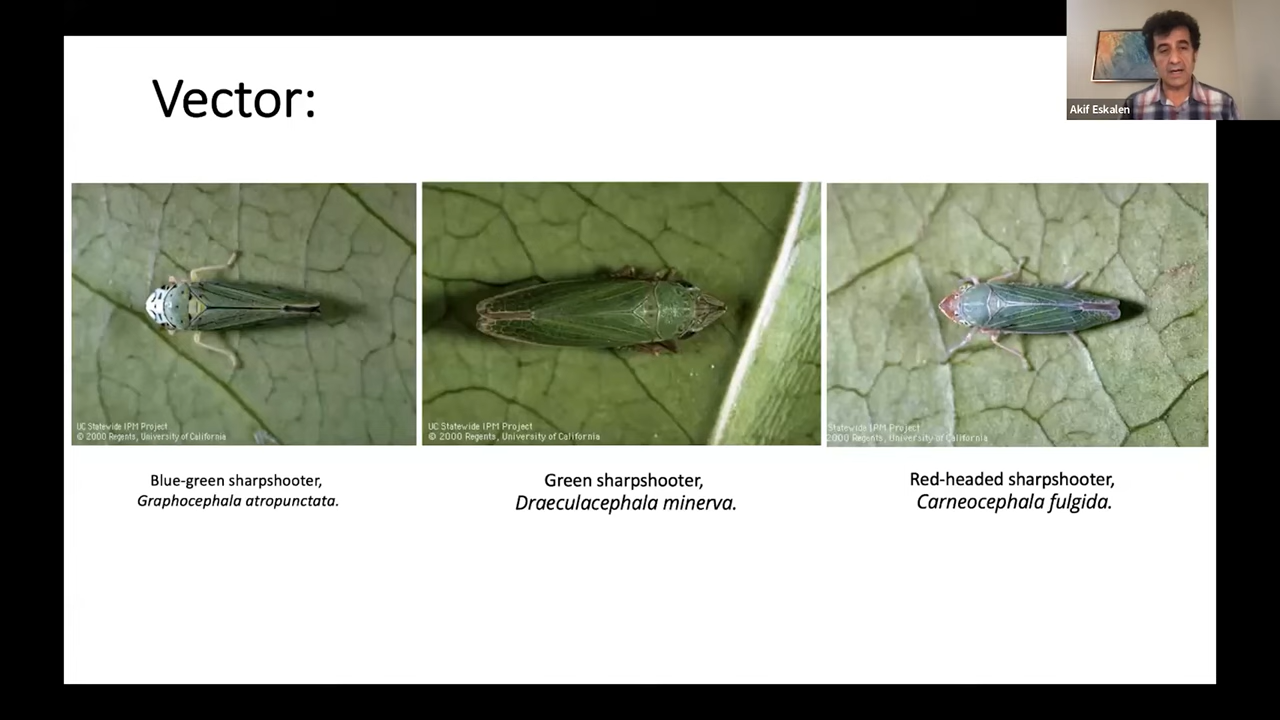 Vector:
Akif Eskalen
UC Statewide IPM Project
© 2000 Regents, University of California
UC Statewide IPM Project
© 2000 Regents, University of California
Statewide IPM Project
2000 Regents, University of California
Blue-green sharpshooter,
Graphocephala atropunctata.
Green sharpshooter,
Draeculacephala minerva.
Red-headed sharpshooter,
Carneocephala fulgida.